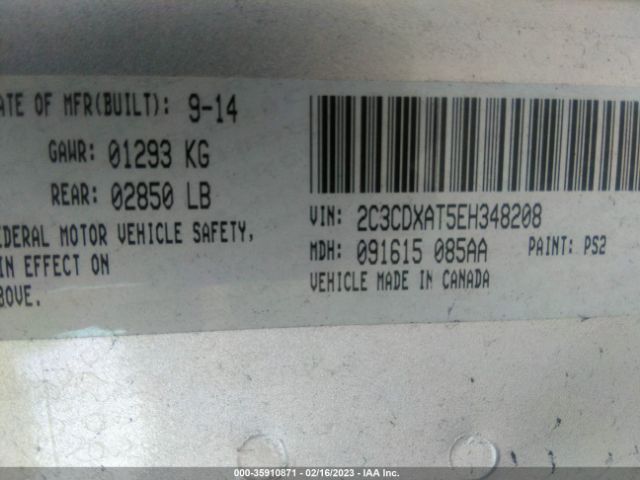 ATE OF MFR(BUILT): 9-14
GAWR: 01293 KG
REAR: 02850 LB
EDERAL MOTOR VEHICLE SAFETY,
IN EFFECT ON
BOVE.
VIN: 2C3CDXAT5EH348208
MDH: 091615 085AA PAINT: PS2
VEHICLE MADE IN CANADA
000-35910871 - 02/16/2023 - IAA Inc.